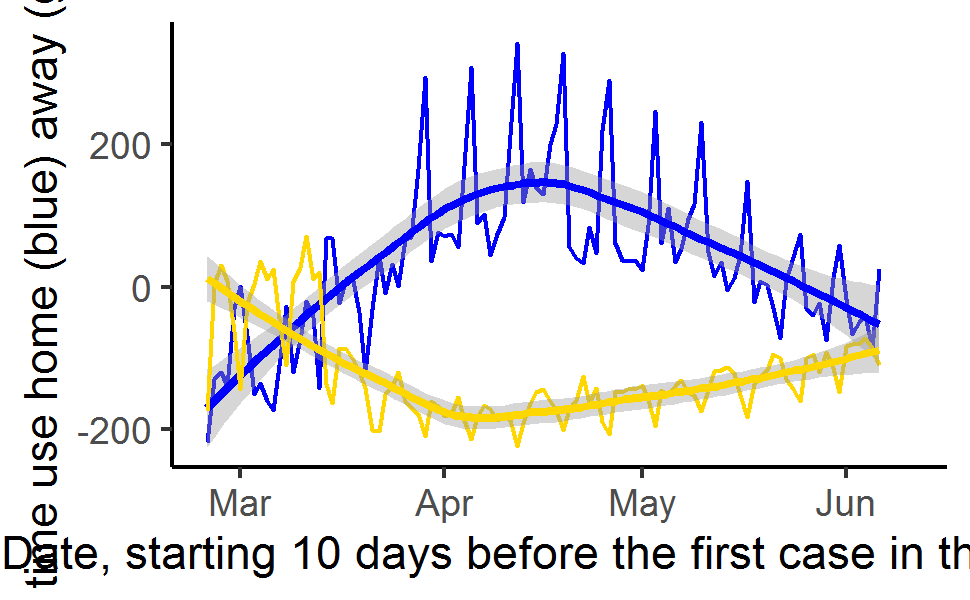 time use home (blue) away (
200
0
-200
Mar Apr May Jun
Date, starting 10 days before the first case in th